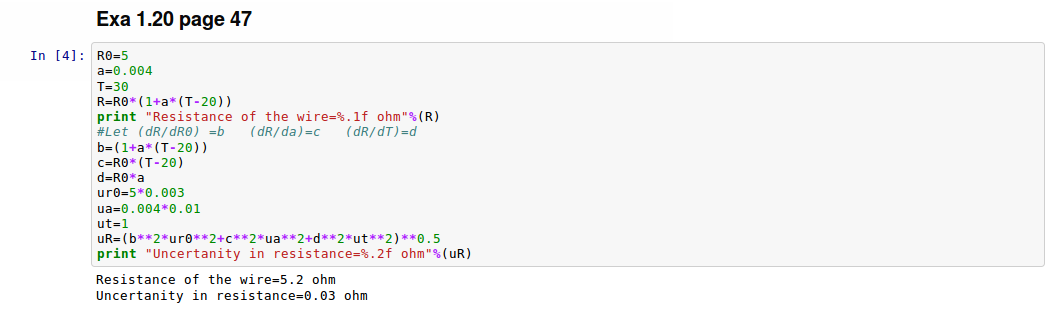 Exa 1.20 page 47
In [4]: R0=5
a=0.004
T=30
R=R0*(1+a*(T-20))
print "Resistance of the wire=%.1f ohm"%(R)
#Let (dR/dR0) =b   (dR/da)=c   (dR/dT)=d
b=(1+a*(T-20))
c=R0*(T-20)
d=R0*a
ur0=5*0.003
ua=0.004*0.01
ut=1
uR=(b**2*ur0**2+c**2*ua**2+d**2*ut**2)**0.5
print "Uncertanity in resistance=%.2f ohm"%(uR)
Resistance of the wire=5.2 ohm
Uncertanity in resistance=0.03 ohm